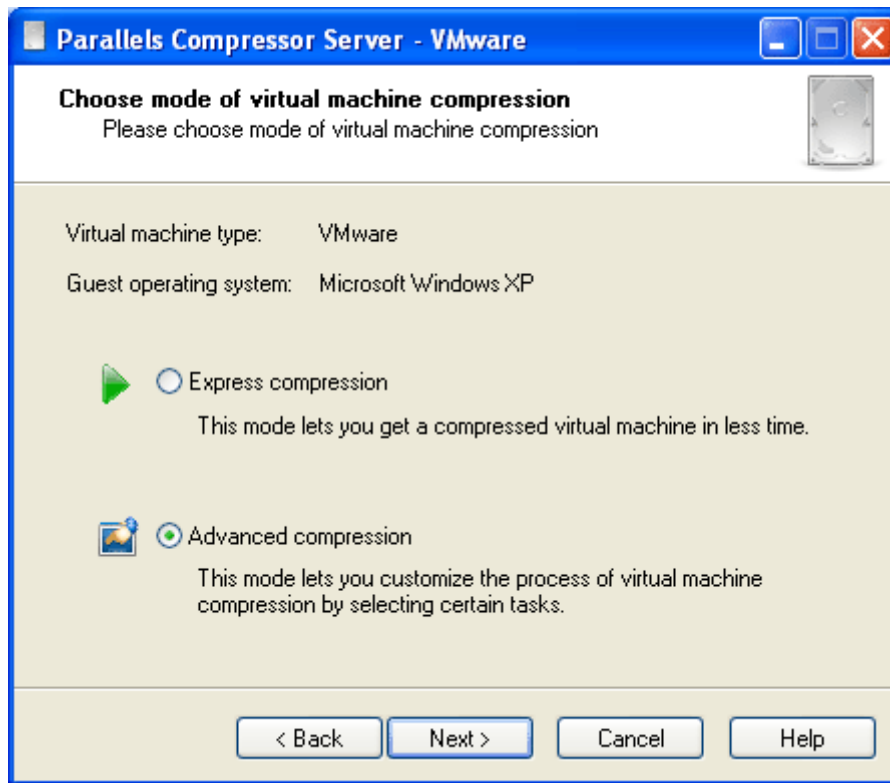 Parallels Compressor Server - VMware
Choose mode of virtual machine compression
Please choose mode of virtual machine compression
Virtual machine type: VMware
Guest operating system: Microsoft Windows XP
Express compression
This mode lets you get a compressed virtual machine in less time.
Advanced compression
This mode lets you customize the process of virtual machine
compression by selecting certain tasks.
< Back Next > Cancel Help